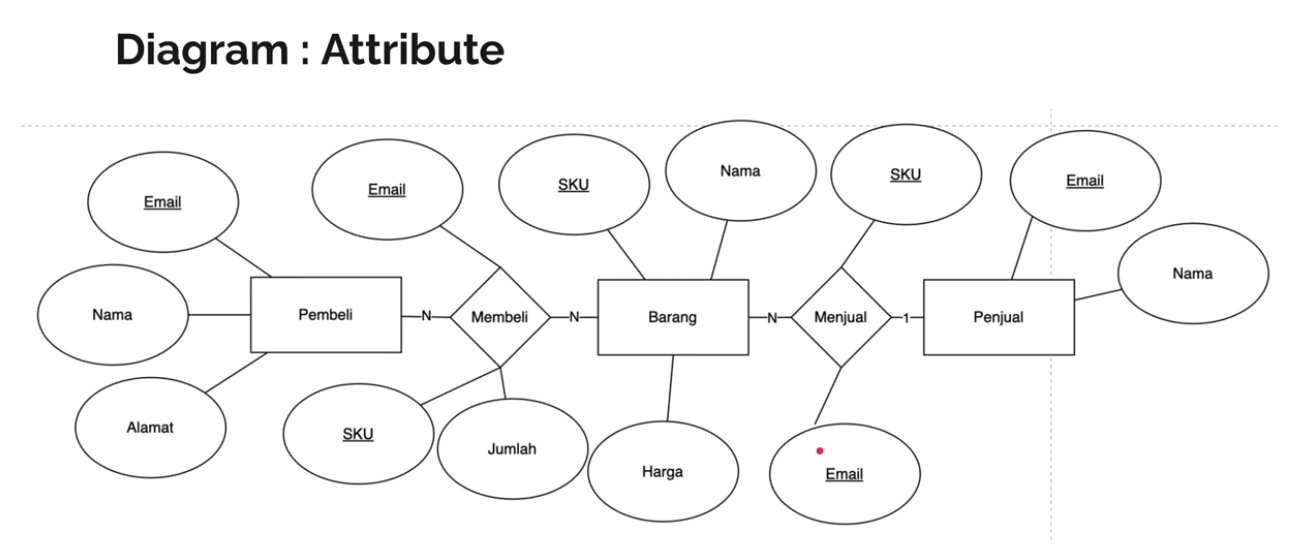 Diagram : Attribute
Email
Email
SKU
Nama
SKU
Email
Nama
Nama
Pembeli
N
Membeli
N
Barang
N
Menjual
1
Penjual
Alamat
SKU
Jumlah
Harga
Email